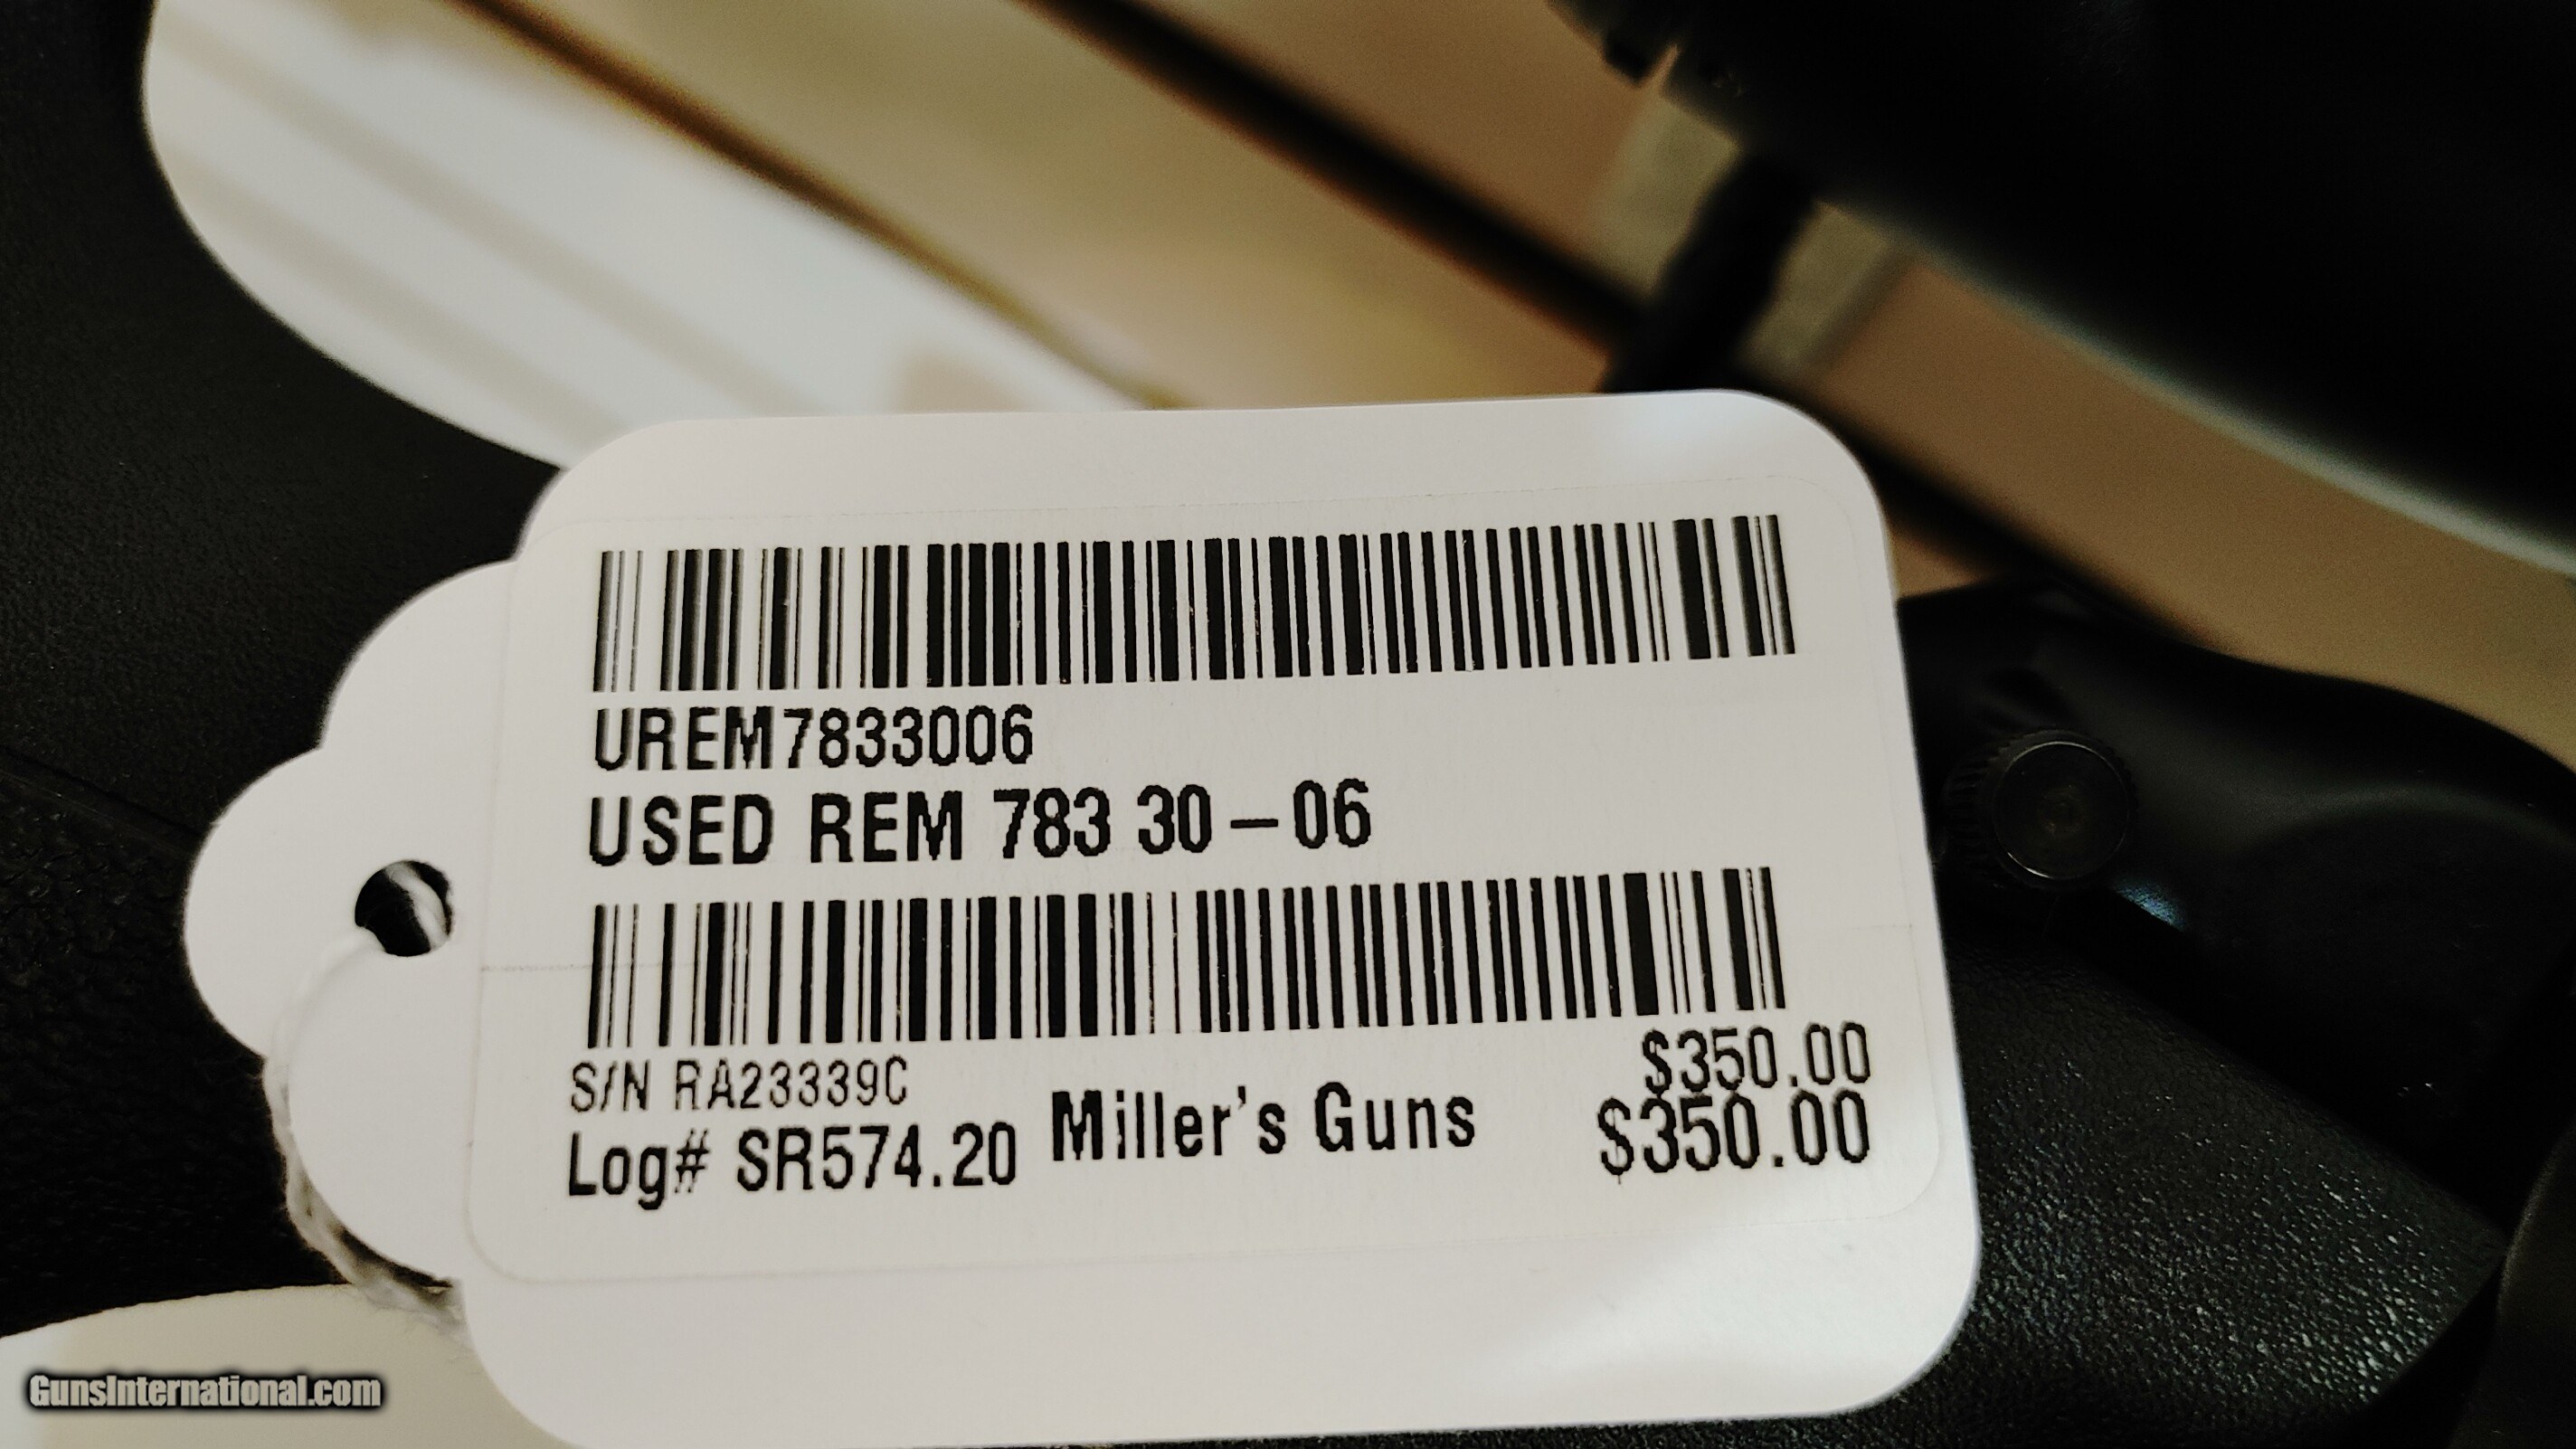 UREM7833006
USED REM 783 30-06
S/N RA23339C
$350.00
Log# SR574.20
Miller's Guns
$350.00
GunsInternational.com